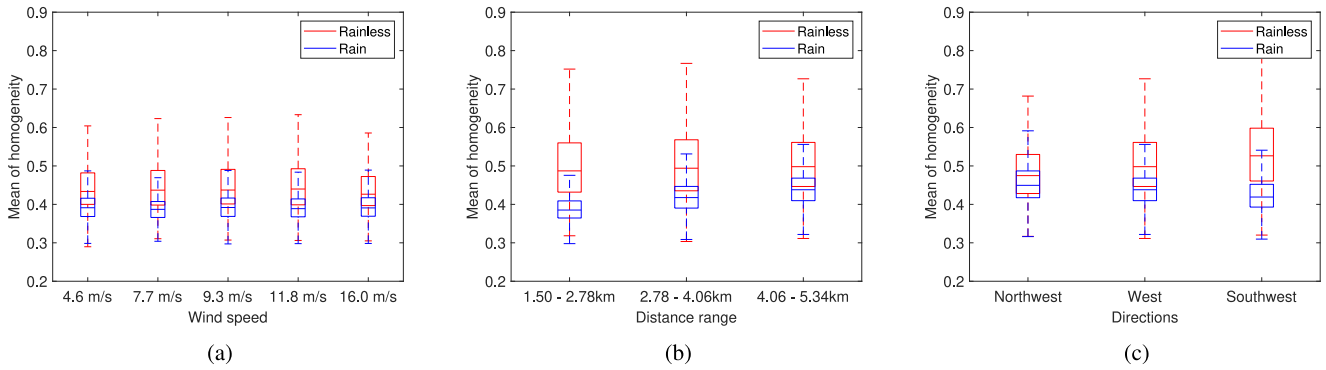 Mean of homogeneity
0.9
0.8
0.7
0.6
0.5
0.4
0.3
0.2
Rainless
Rain
4.6 m/s 7.7 m/s 9.3 m/s 11.8 m/s 16.0 m/s
Wind speed
(a)
Mean of homogeneity
0.9
0.8
0.7
0.6
0.5
0.4
0.3
0.2
Rainless
Rain
1.50 - 2.78km 2.78 - 4.06km 4.06 - 5.34km
Distance range
(b)
Mean of homogeneity
0.9
0.8
0.7
0.6
0.5
0.4
0.3
0.2
Rainless
Rain
Northwest West Southwest
Directions
(c)